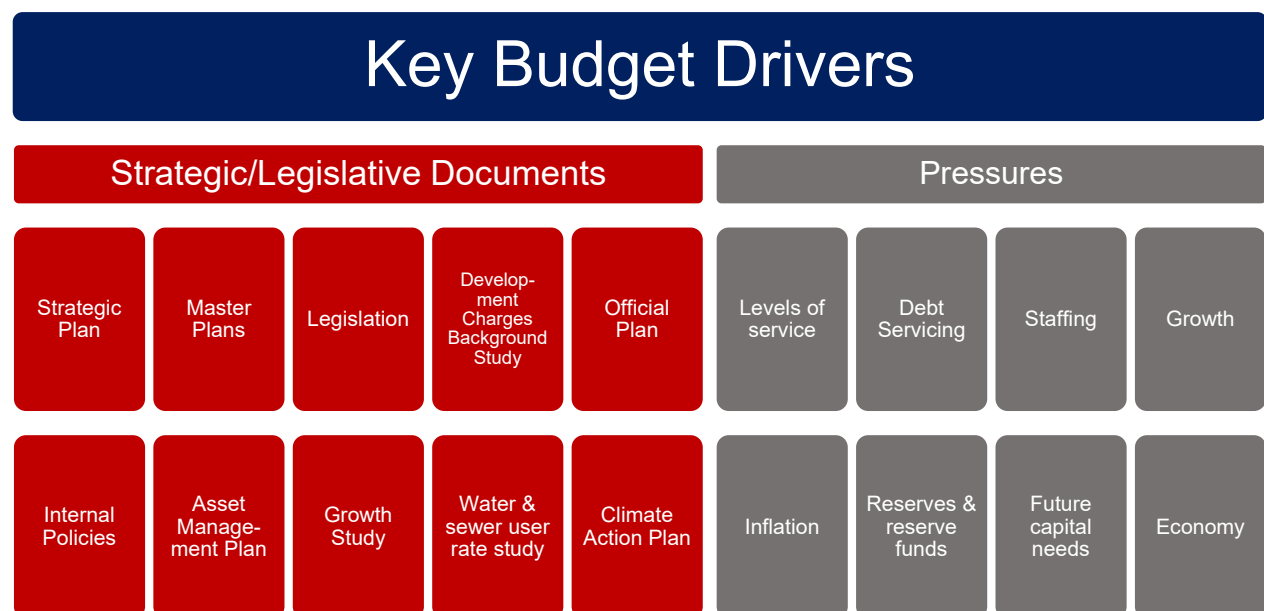 Key Budget Drivers
Strategic/Legislative Documents
Pressures
Strategic
Plan
Master
Plans
Legislation
Develop-
ment
Charges
Background
Study
Official
Plan
Levels of
service
Debt
Servicing
Staffing
Growth
Internal
Policies
Asset
Manage-
ment Plan
Growth
Study
Water &
sewer user
rate study
Climate
Action Plan
Inflation
Reserves &
reserve
funds
Future
capital
needs
Economy